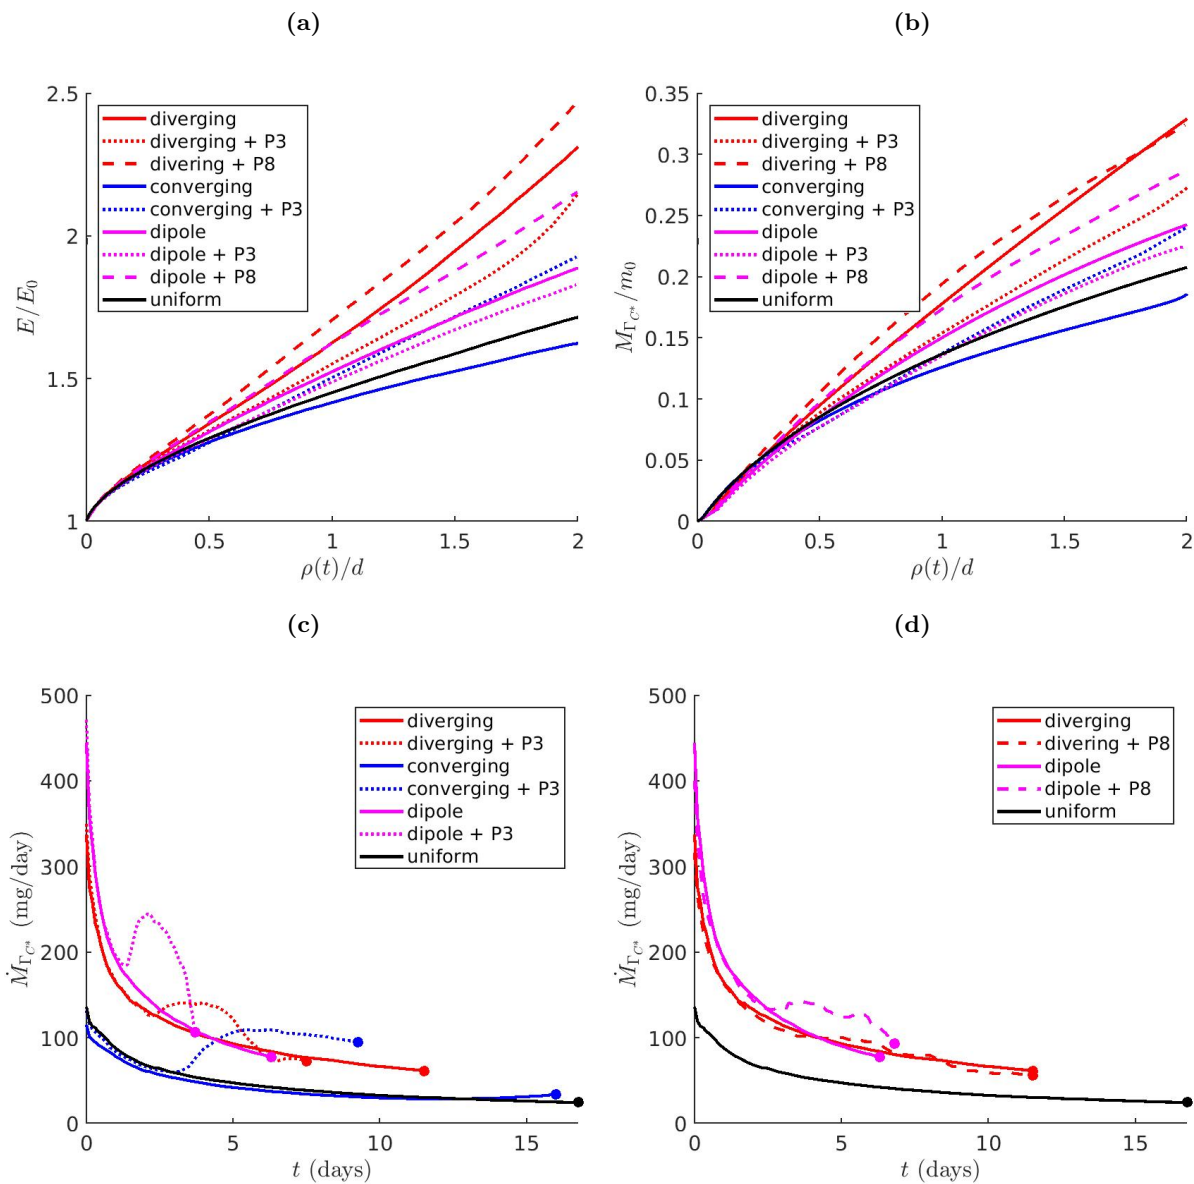 (a)
2.5
2
1.5
1
E/E0
diverging
diverging + P3
divering + P8
converging
converging + P3
dipole
dipole + P3
dipole + P8
uniform
0 0.5 1 1.5 2
ρ(t)/d
(b)
0.35
0.3
0.25
0.2
0.15
0.1
0.05
0
MΓC*/m0
diverging
diverging + P3
divering + P8
converging
converging + P3
dipole
dipole + P3
dipole + P8
uniform
0 0.5 1 1.5 2
ρ(t)/d
(c)
500
400
300
200
100
0
ṀΓC* (mg/day)
diverging
diverging + P3
converging
converging + P3
dipole
dipole + P3
uniform
0 5 10 15
t (days)
(d)
500
400
300
200
100
0
ṀΓC* (mg/day)
diverging
divering + P8
dipole
dipole + P8
uniform
0 5 10 15
t (days)